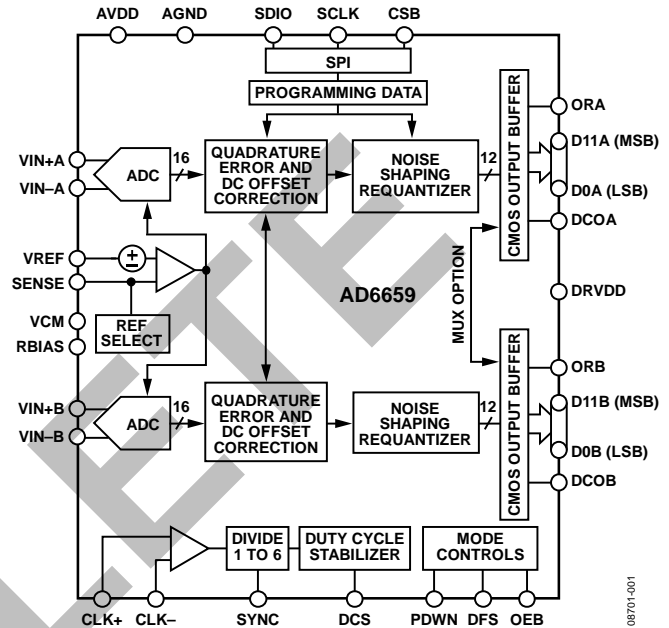 AVDD AGND SDIO SCLK CSB
SPI
PROGRAMMING DATA
VIN+A
VIN–A
ADC
16
QUADRATURE
ERROR AND
DC OFFSET
CORRECTION
NOISE
SHAPING
REQUANTIZER
12
CMOS OUTPUT BUFFER
ORA
D11A (MSB)
D0A (LSB)
DCOA
VREF
SENSE
REF
SELECT
VCM
RBIAS
AD6659
MUX OPTION
DRVDD
VIN+B
VIN–B
ADC
16
QUADRATURE
ERROR AND
DC OFFSET
CORRECTION
NOISE
SHAPING
REQUANTIZER
12
CMOS OUTPUT BUFFER
ORB
D11B (MSB)
D0B (LSB)
DCOB
DIVIDE
1 TO 6
DUTY CYCLE
STABILIZER
MODE
CONTROLS
CLK+ CLK– SYNC DCS PDWN DFS OEB
08701-001
LETE